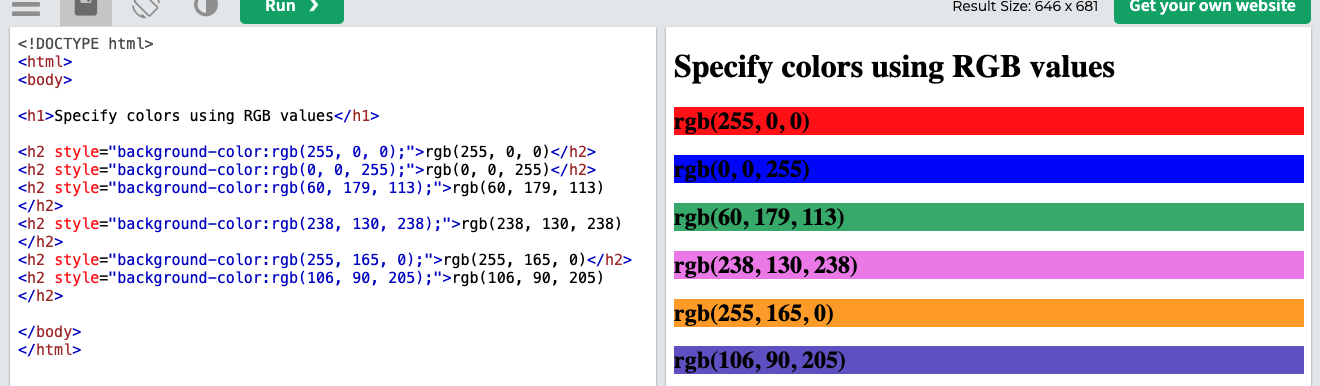 Run ❯
Result Size: 646 x 681
Get your own website
<!DOCTYPE html>
<html>
<body>
<h1>Specify colors using RGB values</h1>
<h2 style="background-color:rgb(255, 0, 0);">rgb(255, 0, 0)</h2>
<h2 style="background-color:rgb(0, 0, 255);">rgb(0, 0, 255)</h2>
<h2 style="background-color:rgb(60, 179, 113);">rgb(60, 179, 113)
</h2>
<h2 style="background-color:rgb(238, 130, 238);">rgb(238, 130, 238)
</h2>
<h2 style="background-color:rgb(255, 165, 0);">rgb(255, 165, 0)</h2>
<h2 style="background-color:rgb(106, 90, 205);">rgb(106, 90, 205)
</h2>
</body>
</html>
Specify colors using RGB values
rgb(255, 0, 0)
rgb(0, 0, 255)
rgb(60, 179, 113)
rgb(238, 130, 238)
rgb(255, 165, 0)
rgb(106, 90, 205)